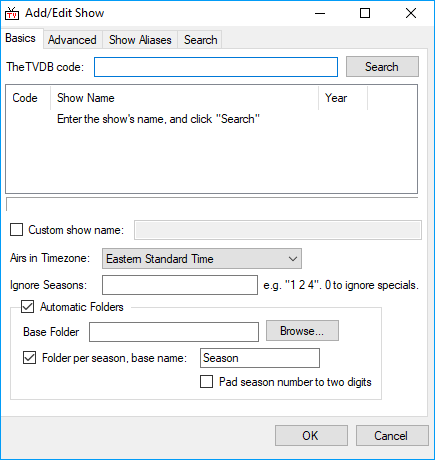 TV Add/Edit Show
Basics Advanced Show Aliases Search
TheTVDB code: Search
Code Show Name Year
Enter the show's name, and click "Search"
Custom show name:
Airs in Timezone: Eastern Standard Time
Ignore Seasons: e.g. "1 2 4". 0 to ignore specials.
Automatic Folders
Base Folder Browse...
Folder per season, base name: Season
Pad season number to two digits
OK Cancel